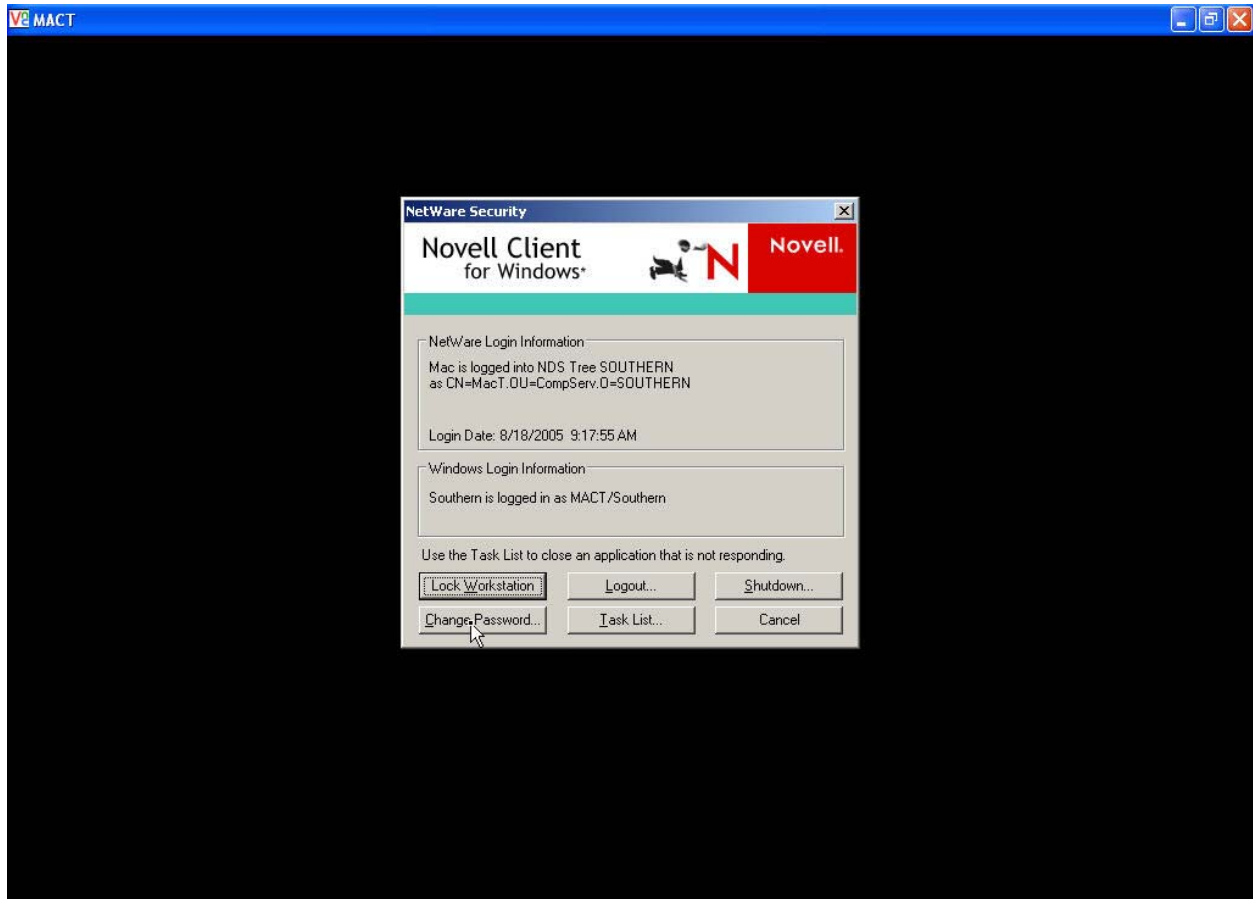 MACT
NetWare Security
Novell Client
for Windows*
N
Novell.
NetWare Login Information
Mac is logged into NDS Tree SOUTHERN
as CN=MacT.OU=CompServ.O=SOUTHERN
Login Date: 8/18/2005 9:17:55 AM
Windows Login Information
Southern is logged in as MACT/Southern
Use the Task List to close an application that is not responding.
Lock Workstation
Logout...
Shutdown...
Change Password...
Task List...
Cancel